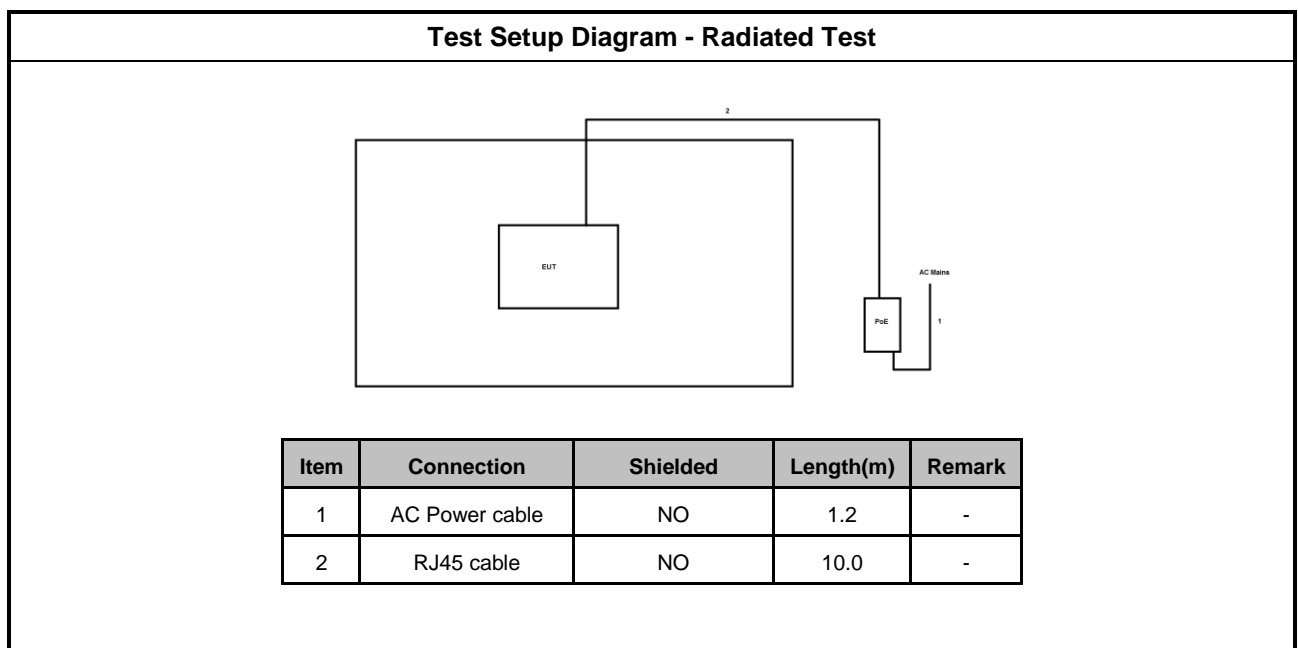 Test Setup Diagram - Radiated Test
2
EUT
AC Mains
PoE
1
Item Connection Shielded Length(m) Remark
1 AC Power cable NO 1.2 -
2 RJ45 cable NO 10.0 -